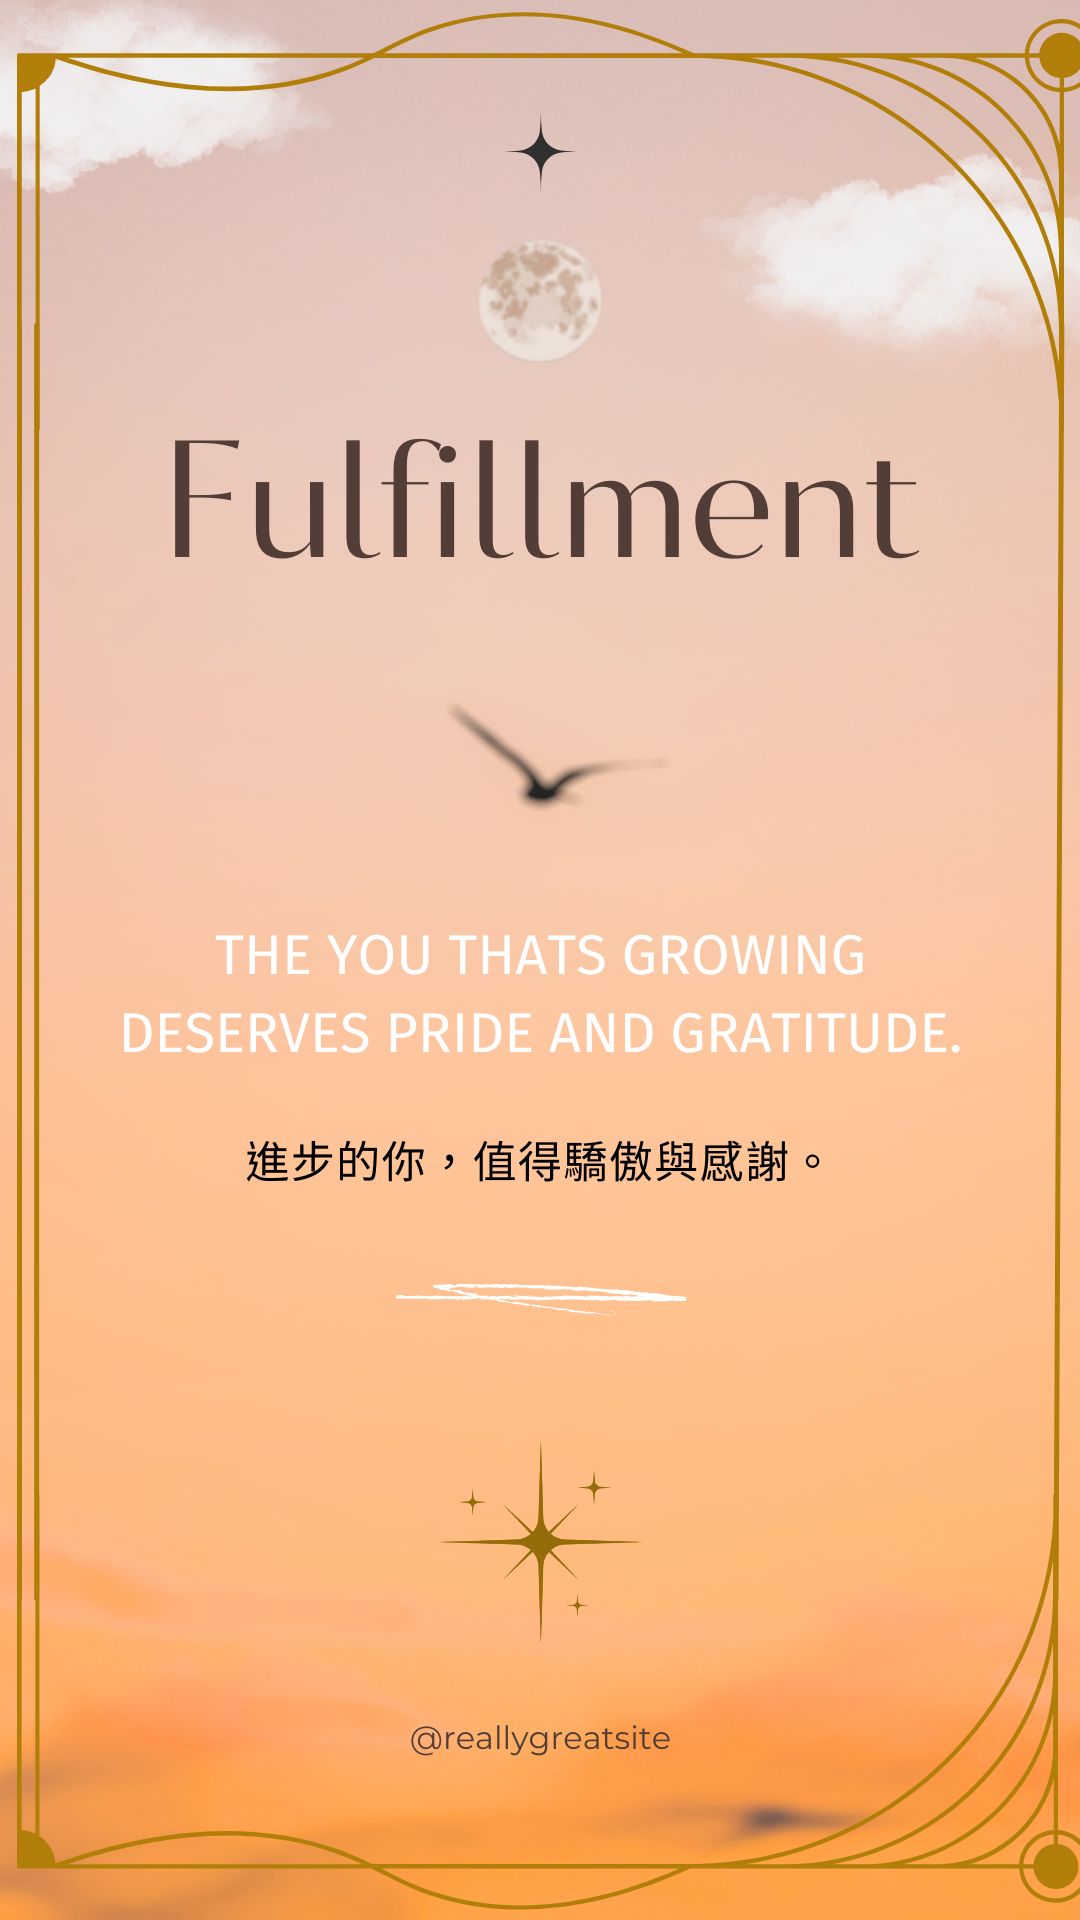 Fulfillment
THE YOU THATS GROWING
DESERVES PRIDE AND GRATITUDE.
進步的你，值得驕傲與感謝。
@reallygreatsite